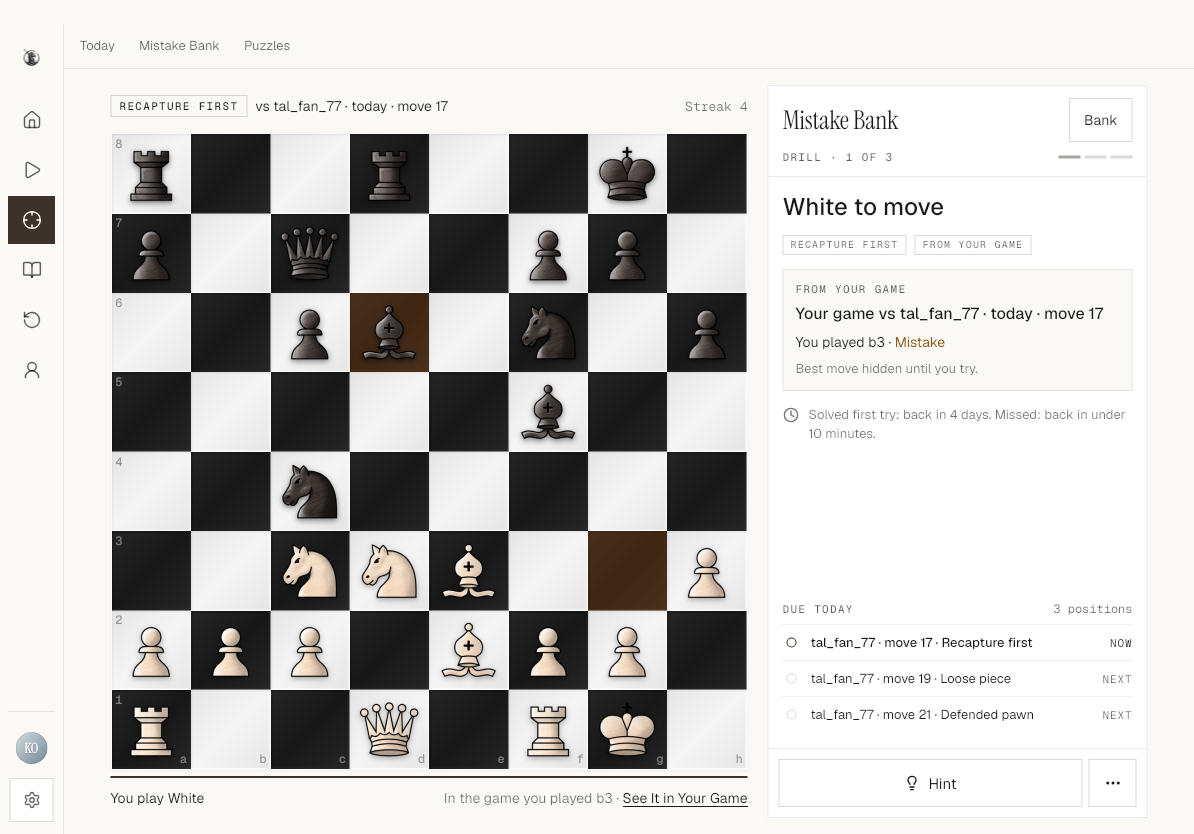 Today Mistake Bank Puzzles
RECAPTURE FIRST vs tal_fan_77 · today · move 17 Streak 4
8
7
6
5
4
3
2
1
a b c d e f g h
You play White In the game you played b3 · See It in Your Game
KO
Mistake Bank Bank
DRILL · 1 OF 3
White to move
RECAPTURE FIRST FROM YOUR GAME
FROM YOUR GAME
Your game vs tal_fan_77 · today · move 17
You played b3 · Mistake
Best move hidden until you try.
Solved first try: back in 4 days. Missed: back in under
10 minutes.
DUE TODAY 3 positions
tal_fan_77 · move 17 · Recapture first NOW
tal_fan_77 · move 19 · Loose piece NEXT
tal_fan_77 · move 21 · Defended pawn NEXT
Hint